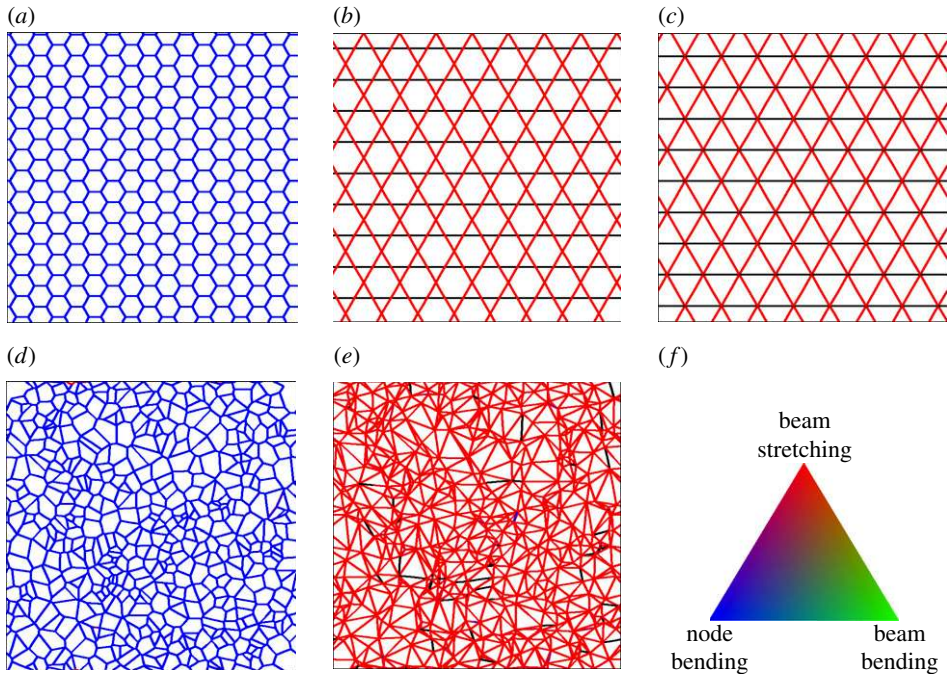 (a)
(b)
(c)
(d)
(e)
(f)
beam
stretching
node
bending
beam
bending